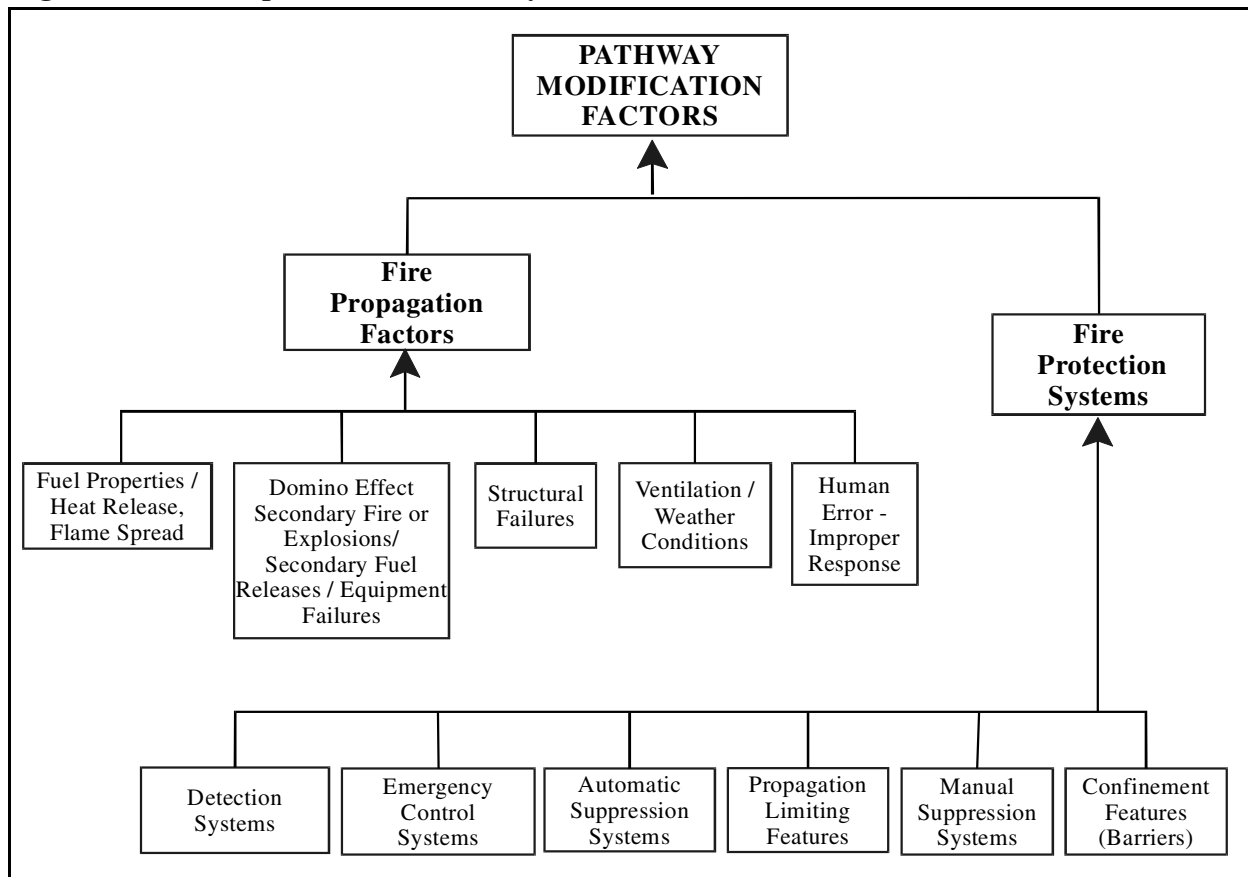 PATHWAY
MODIFICATION
FACTORS
Fire
Propagation
Factors
Fire
Protection
Systems
Fuel Properties /
Heat Release,
Flame Spread
Domino Effect
Secondary Fire or
Explosions/
Secondary Fuel
Releases / Equipment
Failures
Structural
Failures
Ventilation /
Weather
Conditions
Human
Error -
Improper
Response
Detection
Systems
Emergency
Control
Systems
Automatic
Suppression
Systems
Propagation
Limiting
Features
Manual
Suppression
Systems
Confinement
Features
(Barriers)